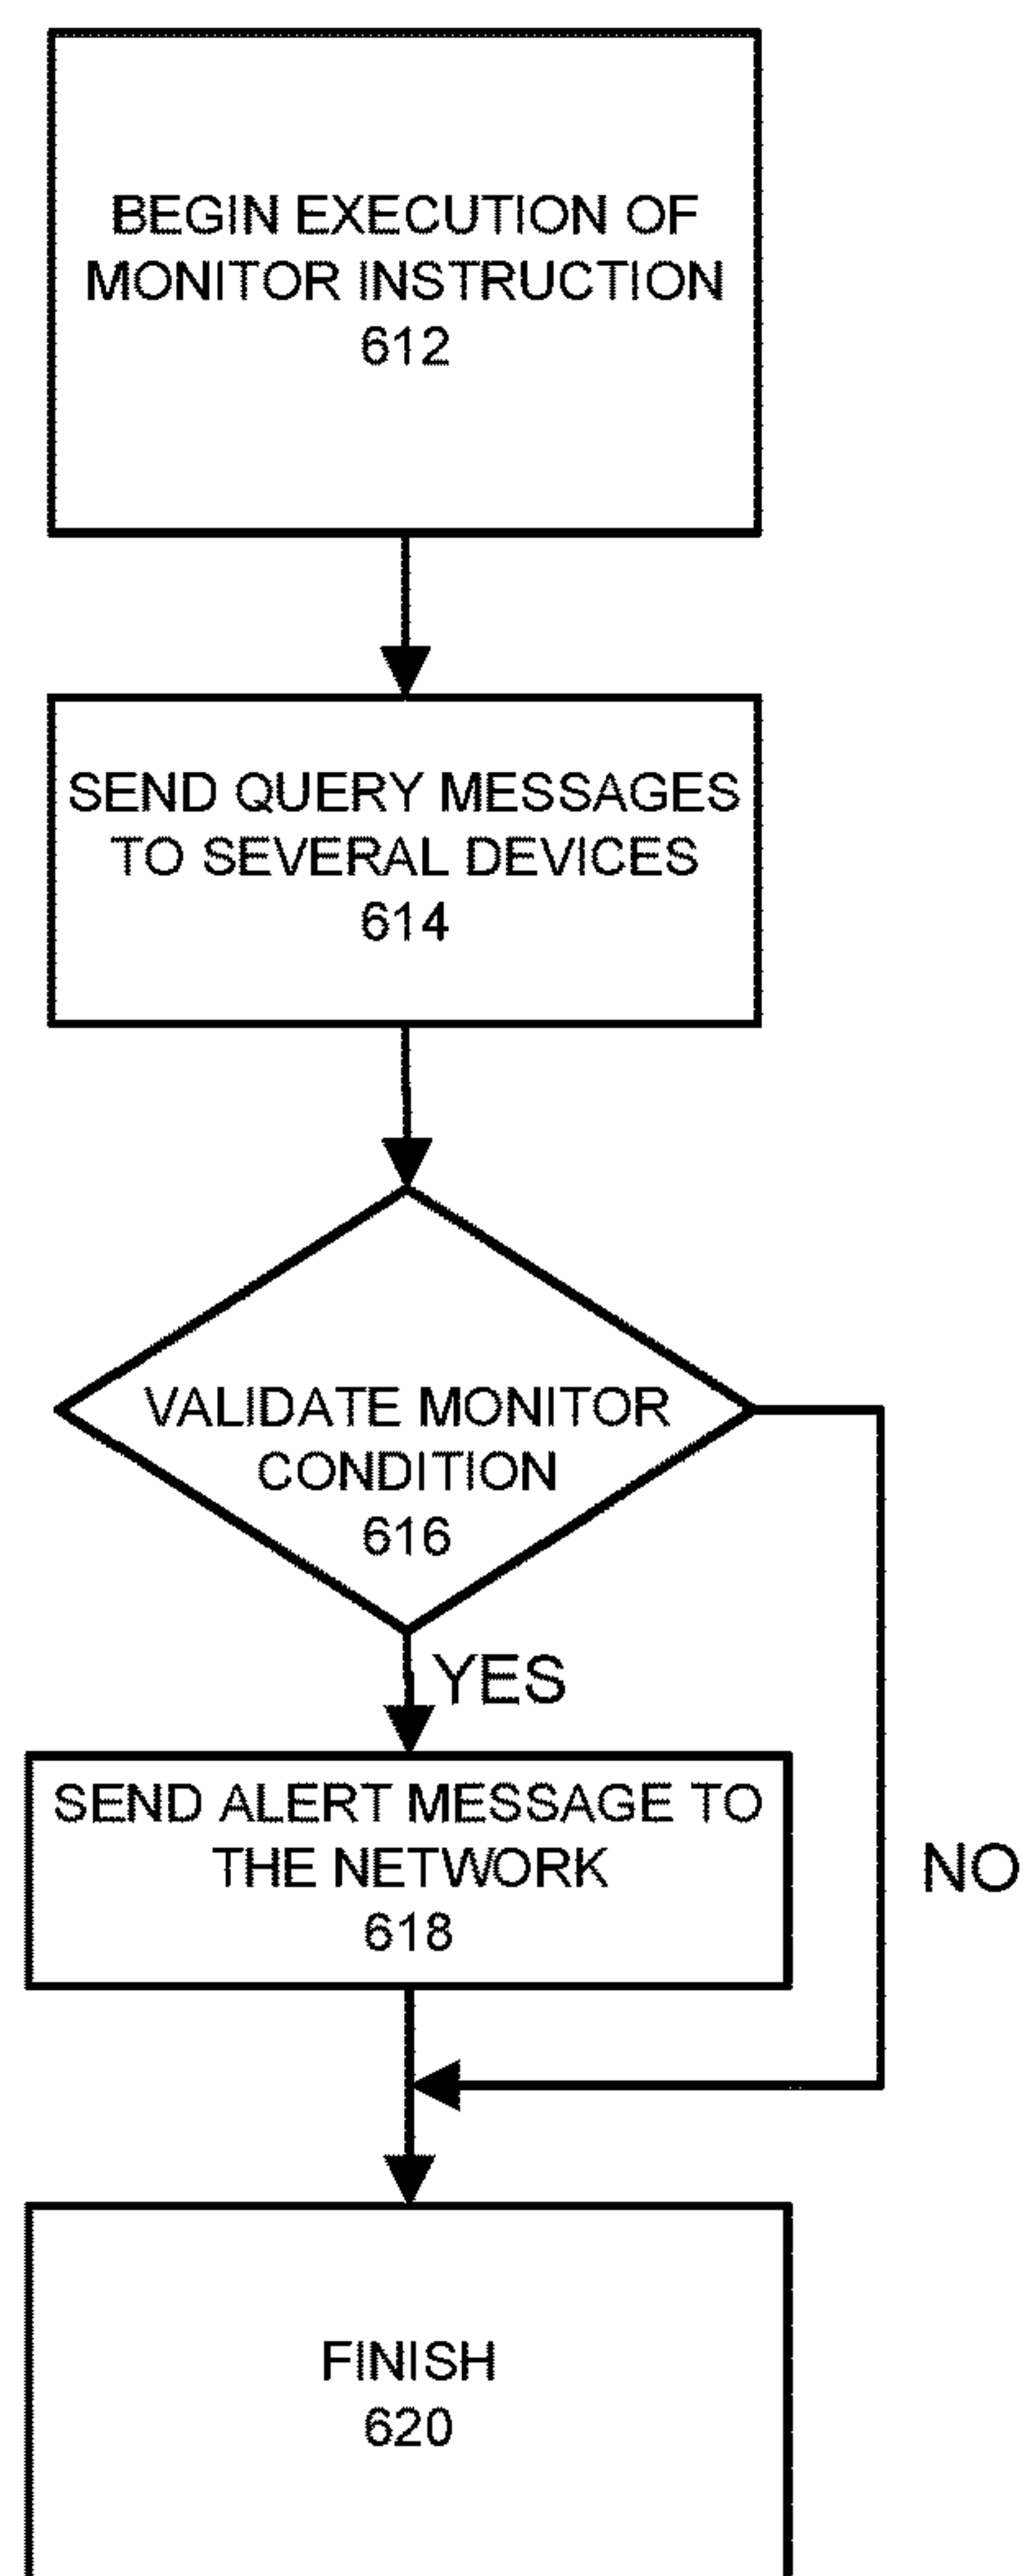 BEGIN EXECUTION OF
MONITOR INSTRUCTION
612
SEND QUERY MESSAGES
TO SEVERAL DEVICES
614
VALIDATE MONITOR
CONDITION
616
YES
SEND ALERT MESSAGE TO
THE NETWORK
618
NO
FINISH
620